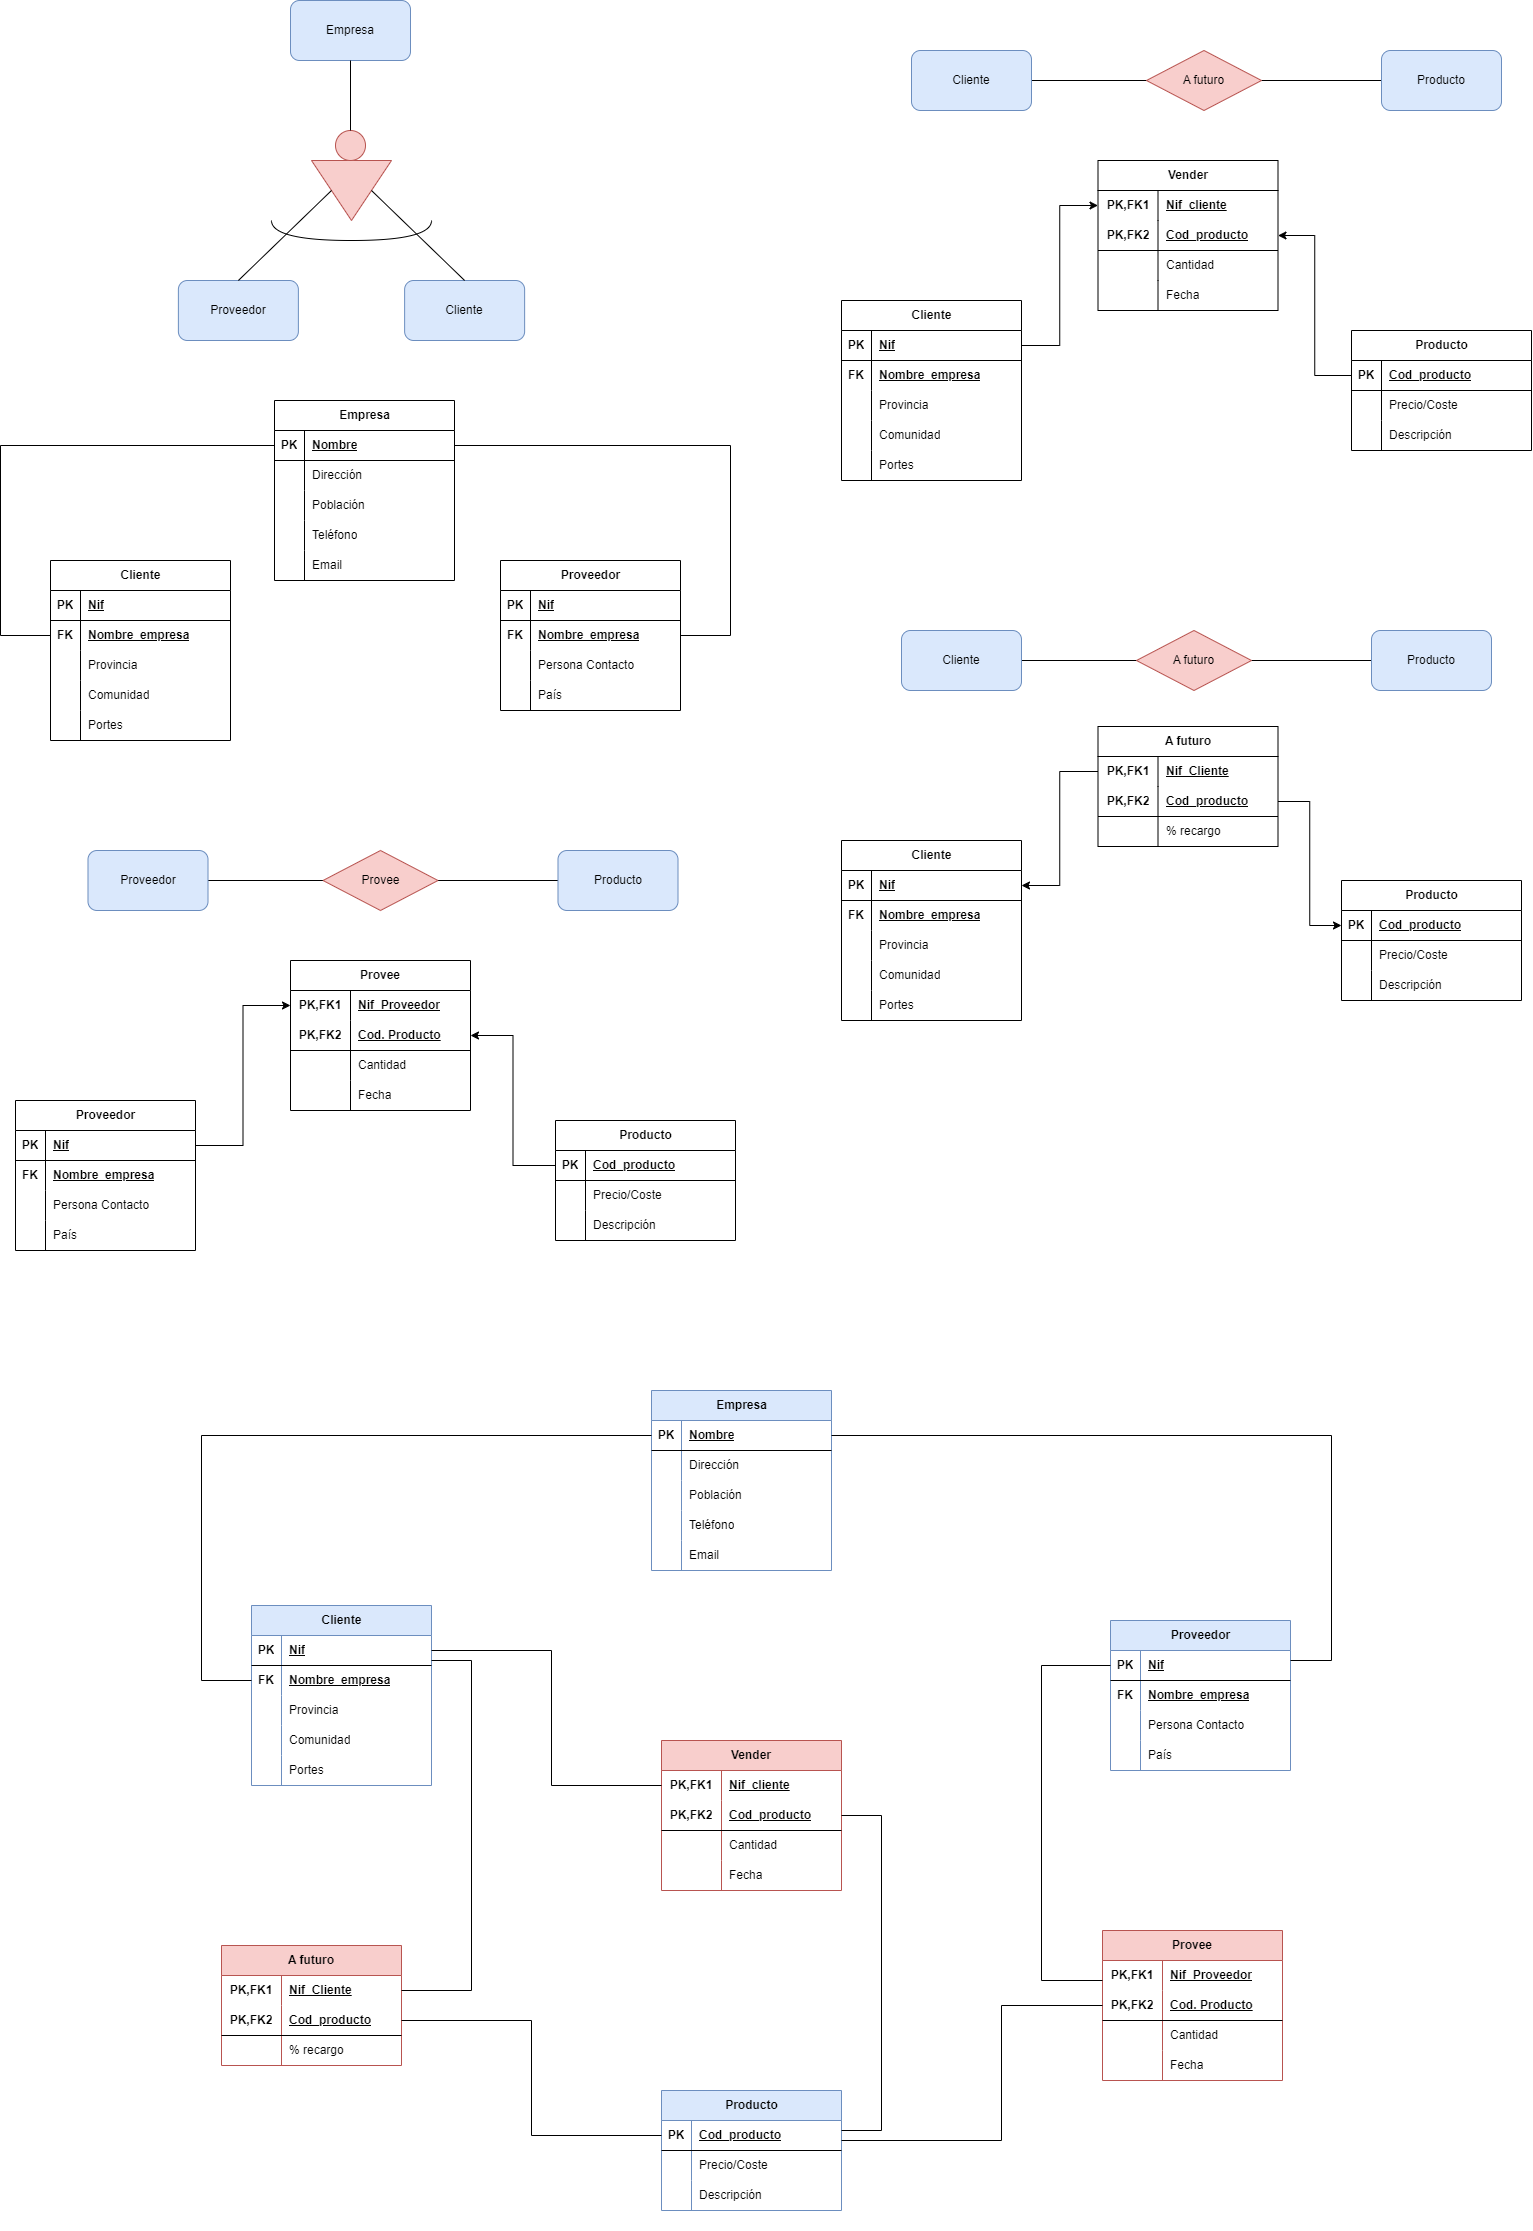 Empresa
Proveedor
Cliente
Empresa
PK Nombre
Dirección
Población
Teléfono
Email
Cliente
PK Nif
FK Nombre_empresa
Provincia
Comunidad
Portes
Proveedor
PK Nif
FK Nombre_empresa
Persona Contacto
País
Proveedor
Provee
Producto
Provee
PK,FK1 Nif_Proveedor
PK,FK2 Cod. Producto
Cantidad
Fecha
Proveedor
PK Nif
FK Nombre_empresa
Persona Contacto
País
Producto
PK Cod_producto
Precio/Coste
Descripción
Cliente
A futuro
Producto
Vender
PK,FK1 Nif_cliente
PK,FK2 Cod_producto
Cantidad
Fecha
Cliente
PK Nif
FK Nombre_empresa
Provincia
Comunidad
Portes
Producto
PK Cod_producto
Precio/Coste
Descripción
Cliente
A futuro
Producto
A futuro
PK,FK1 Nif_Cliente
PK,FK2 Cod_producto
% recargo
Cliente
PK Nif
FK Nombre_empresa
Provincia
Comunidad
Portes
Producto
PK Cod_producto
Precio/Coste
Descripción
Empresa
PK Nombre
Dirección
Población
Teléfono
Email
Cliente
PK Nif
FK Nombre_empresa
Provincia
Comunidad
Portes
Proveedor
PK Nif
FK Nombre_empresa
Persona Contacto
País
Vender
PK,FK1 Nif_cliente
PK,FK2 Cod_producto
Cantidad
Fecha
A futuro
PK,FK1 Nif_Cliente
PK,FK2 Cod_producto
% recargo
Provee
PK,FK1 Nif_Proveedor
PK,FK2 Cod. Producto
Cantidad
Fecha
Producto
PK Cod_producto
Precio/Coste
Descripción